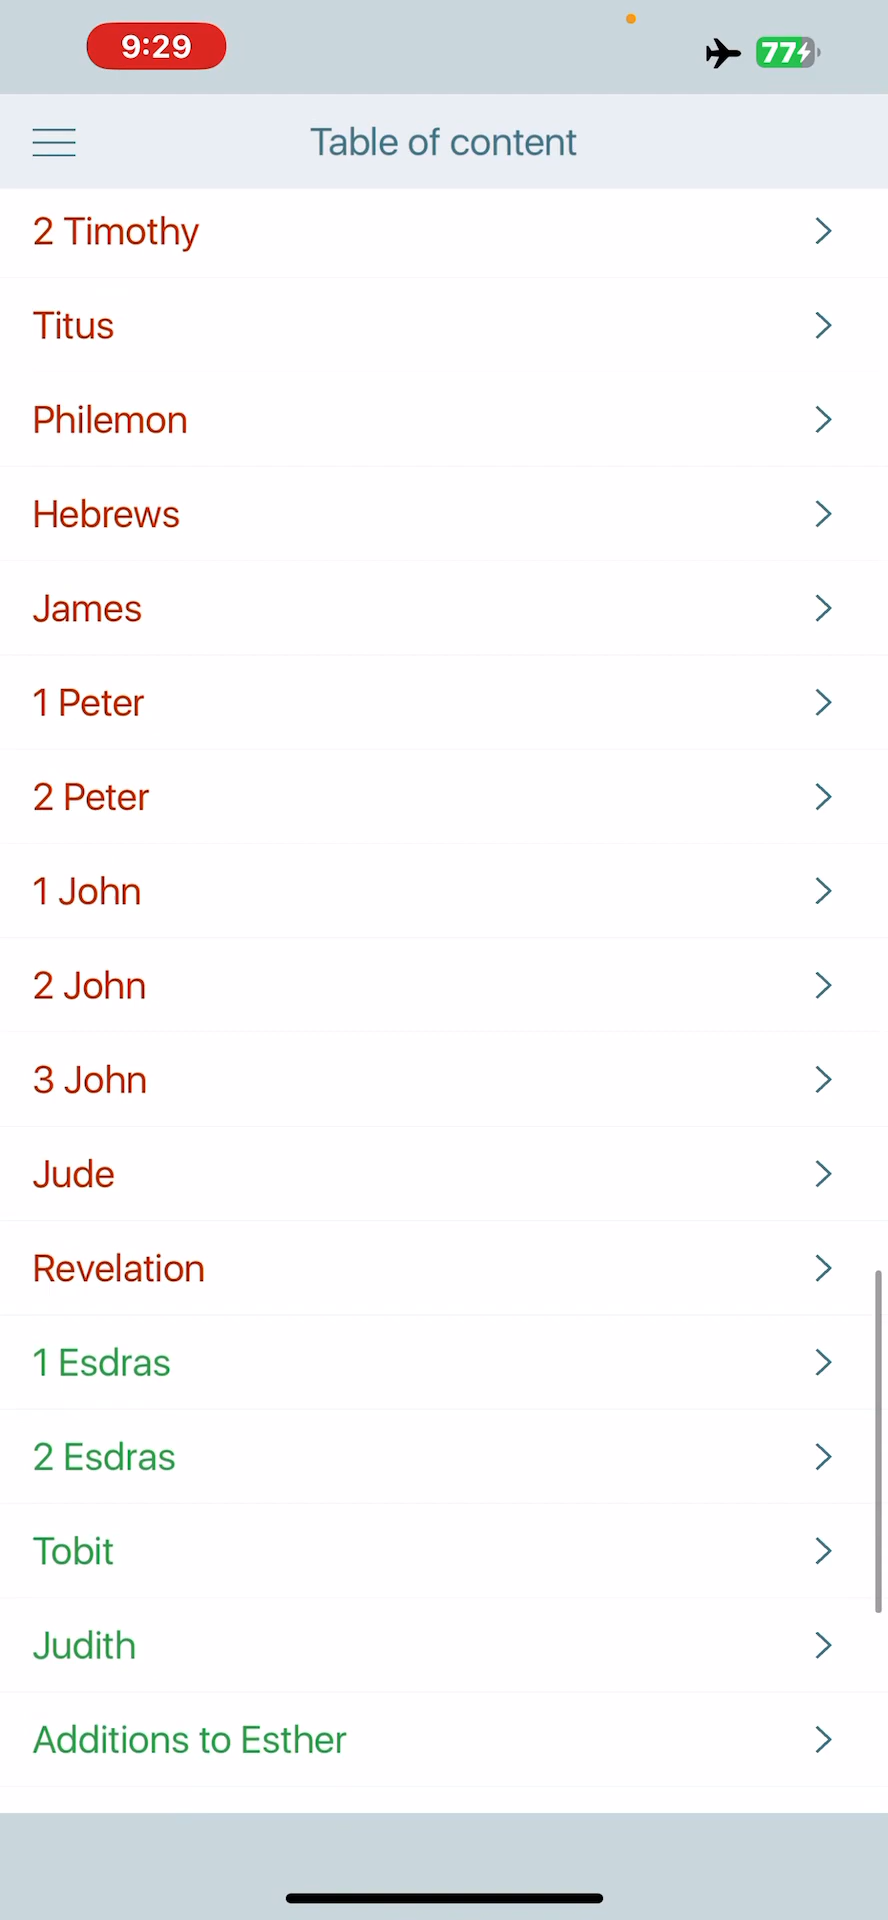 9:29
77
Table of content
2 Timothy
Titus
Philemon
Hebrews
James
1 Peter
2 Peter
1 John
2 John
3 John
Jude
Revelation
1 Esdras
2 Esdras
Tobit
Judith
Additions to Esther